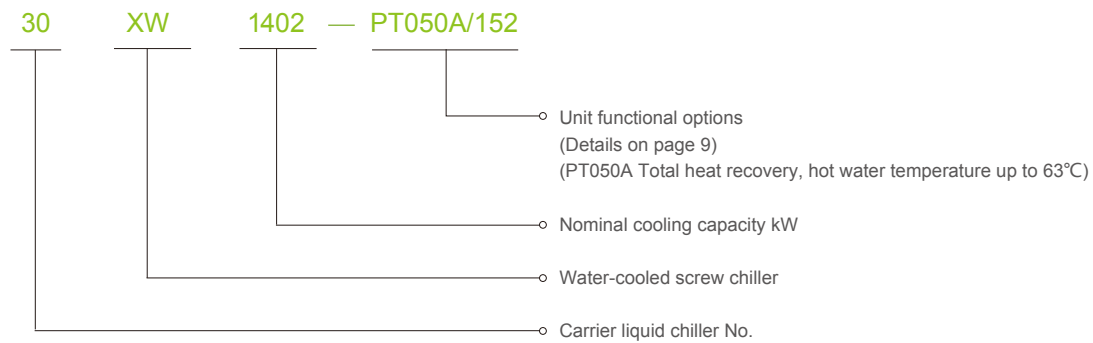 30 XW 1402 — PT050A/152
Unit functional options
(Details on page 9)
(PT050A Total heat recovery, hot water temperature up to 63℃)
Nominal cooling capacity kW
Water-cooled screw chiller
Carrier liquid chiller No.